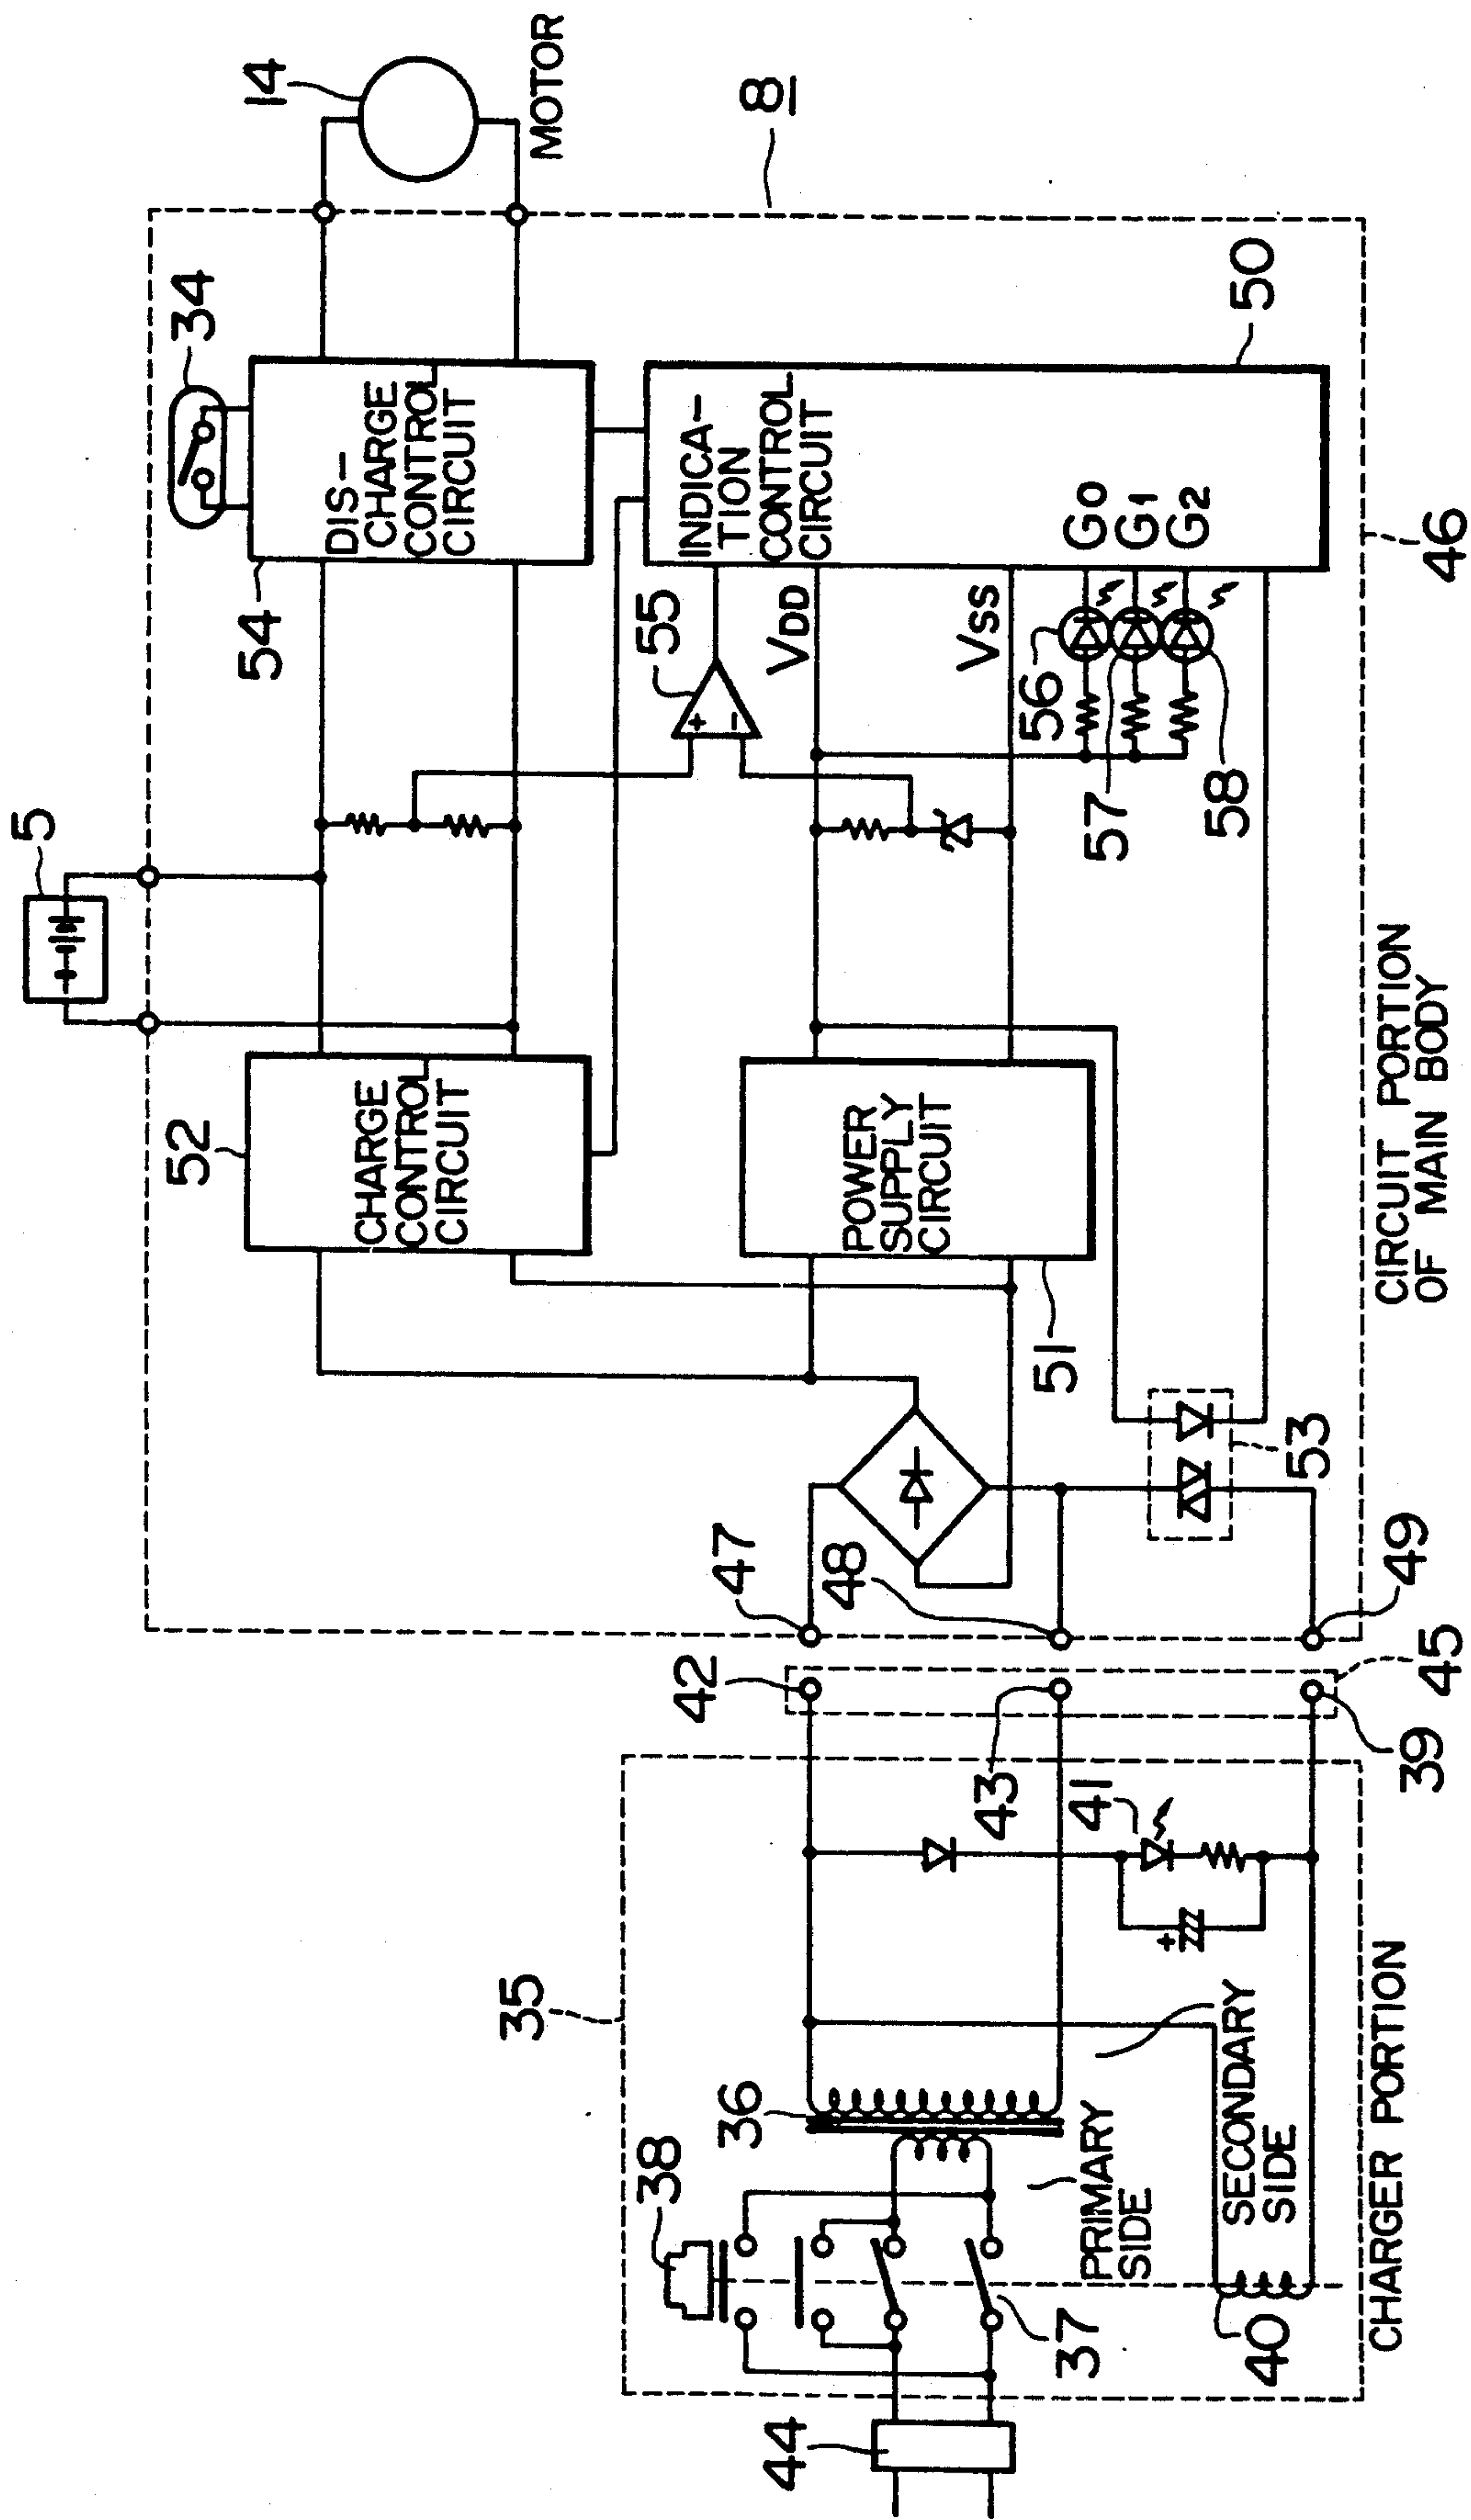 5
14
MOTOR
8
34
54
DIS-
CHARGE
CONTROL
CIRCUIT
52
CHARGE
CONTROL
CIRCUIT
55
+
-
VDD
VSS
INDICA-
TION
CONTROL
CIRCUIT
G0
G1
G2
50
56
57
58
46
POWER
SUPPLY
CIRCUIT
51
53
47
48
49
CIRCUIT PORTION
OF MAIN BODY
42
43
39
45
41
+
35
36
38
PRIMARY
SIDE
SECONDARY
SIDE
37
40
44
CHARGER PORTION